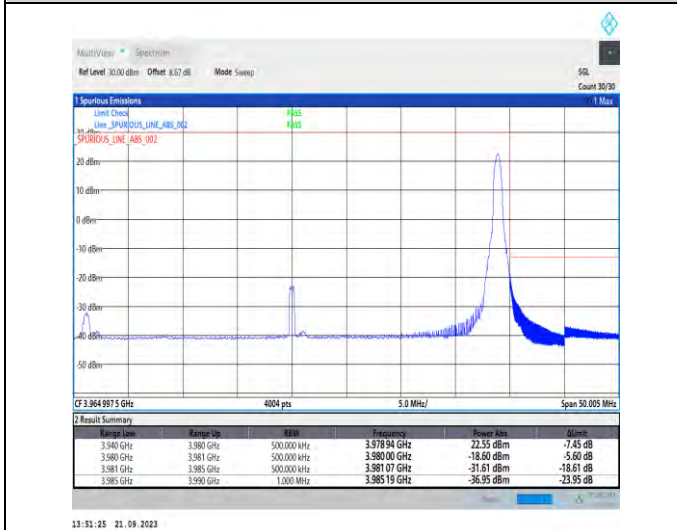 MultiView Spectrum
Ref Level 30.00 dBm Offset 8.67 dB Mode Sweep SGL
Count 30/30
1 Spurious Emissions 1 Max
Limit Check PASS
Line _SPURIOUS_LINE_ABS_002 PASS
_SPURIOUS_LINE_ABS_002
20 dBm
10 dBm
0 dBm
-10 dBm
-20 dBm
-30 dBm
-40 dBm
-50 dBm
CF 3.964 997 5 GHz 4004 pts 5.0 MHz/ Span 50.005 MHz
2 Result Summary
Range Low Range Up RBW Frequency Power Abs ΔLimit
3.940 GHz 3.980 GHz 500.000 kHz 3.978 94 GHz 22.55 dBm -7.45 dB
3.980 GHz 3.981 GHz 500.000 kHz 3.980 00 GHz -18.60 dBm -5.60 dB
3.981 GHz 3.985 GHz 500.000 kHz 3.981 07 GHz -31.61 dBm -18.61 dB
3.985 GHz 3.990 GHz 1.000 MHz 3.985 19 GHz -36.95 dBm -23.95 dB
13:51:25 21.09.2023